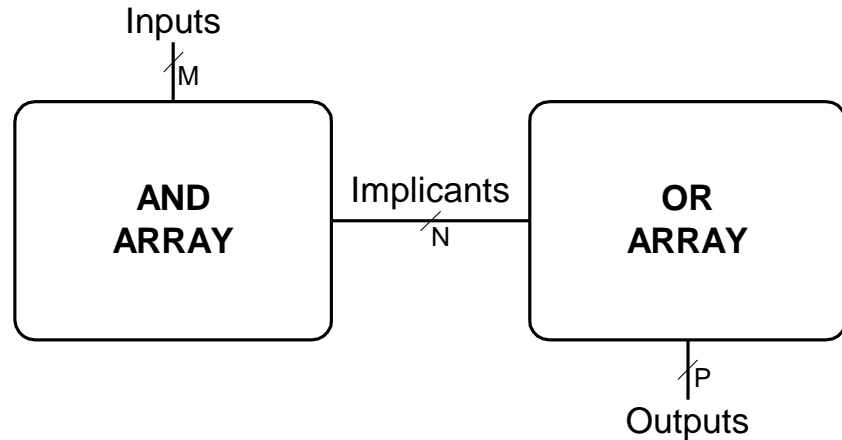 Inputs
M
AND
ARRAY
Implicants
N
OR
ARRAY
P
Outputs